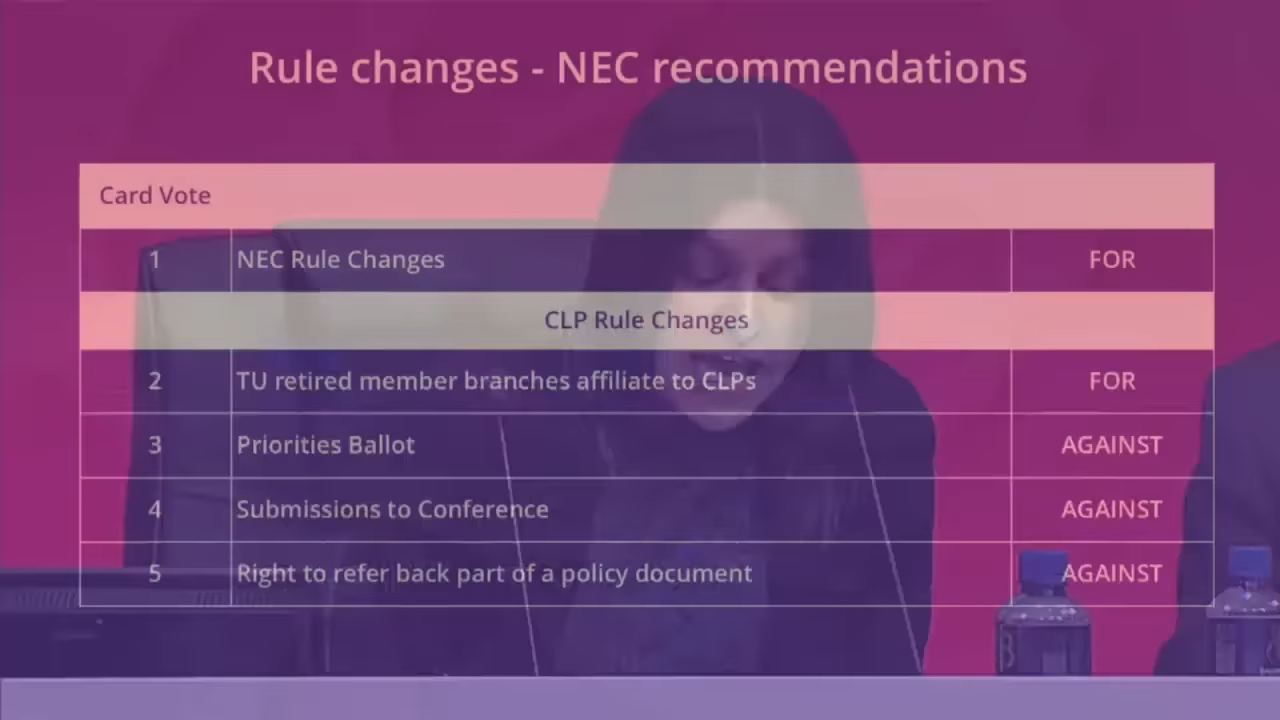 Rule changes - NEC recommendations
Card Vote
1 NEC Rule Changes FOR
CLP Rule Changes
2 TU retired member branches affiliate to CLPs FOR
3 Priorities Ballot AGAINST
4 Submissions to Conference AGAINST
5 Right to refer back part of a policy document AGAINST